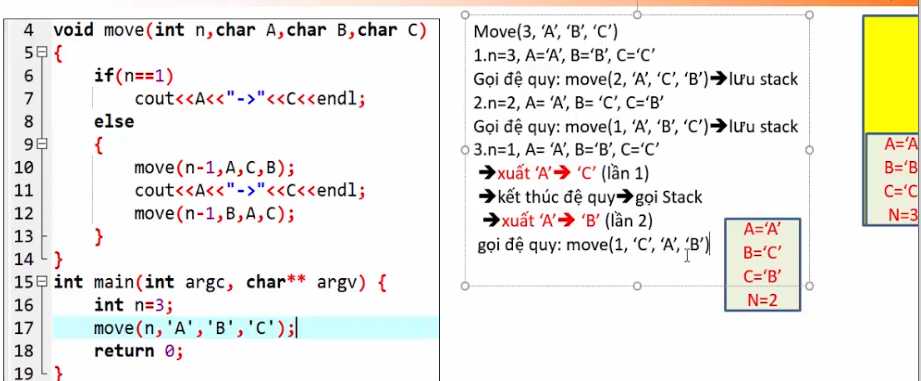 4 void move(int n,char A,char B,char C)
5 {
6 if(n==1)
7 cout<<A<<"->"<<C<<endl;
8 else
9 {
10 move(n-1,A,C,B);
11 cout<<A<<"->"<<C<<endl;
12 move(n-1,B,A,C);
13 }
14 }
15 int main(int argc, char** argv) {
16 int n=3;
17 move(n,'A','B','C');
18 return 0;
19 }
Move(3, ‘A’, ‘B’, ‘C’)
1.n=3, A=‘A’, B=‘B’, C=‘C’
Gọi đệ quy: move(2, ‘A’, ‘C’, ‘B’)➔lưu stack
2.n=2, A= ‘A’, B= ‘C’, C=‘B’
Gọi đệ quy: move(1, ‘A’, ‘B’, ‘C’)➔lưu stack
3.n=1, A= ‘A’, B=‘B’, C=‘C’
➔xuất ‘A’➔ ‘C’ (lần 1)
➔kết thúc đệ quy➔gọi Stack
➔xuất ‘A’➔ ‘B’ (lần 2)
gọi đệ quy: move(1, ‘C’, ‘A’, ‘B’)
A=‘A’
B=‘C’
C=‘B’
N=2
A=‘A
B=‘B
C=‘C
N=3